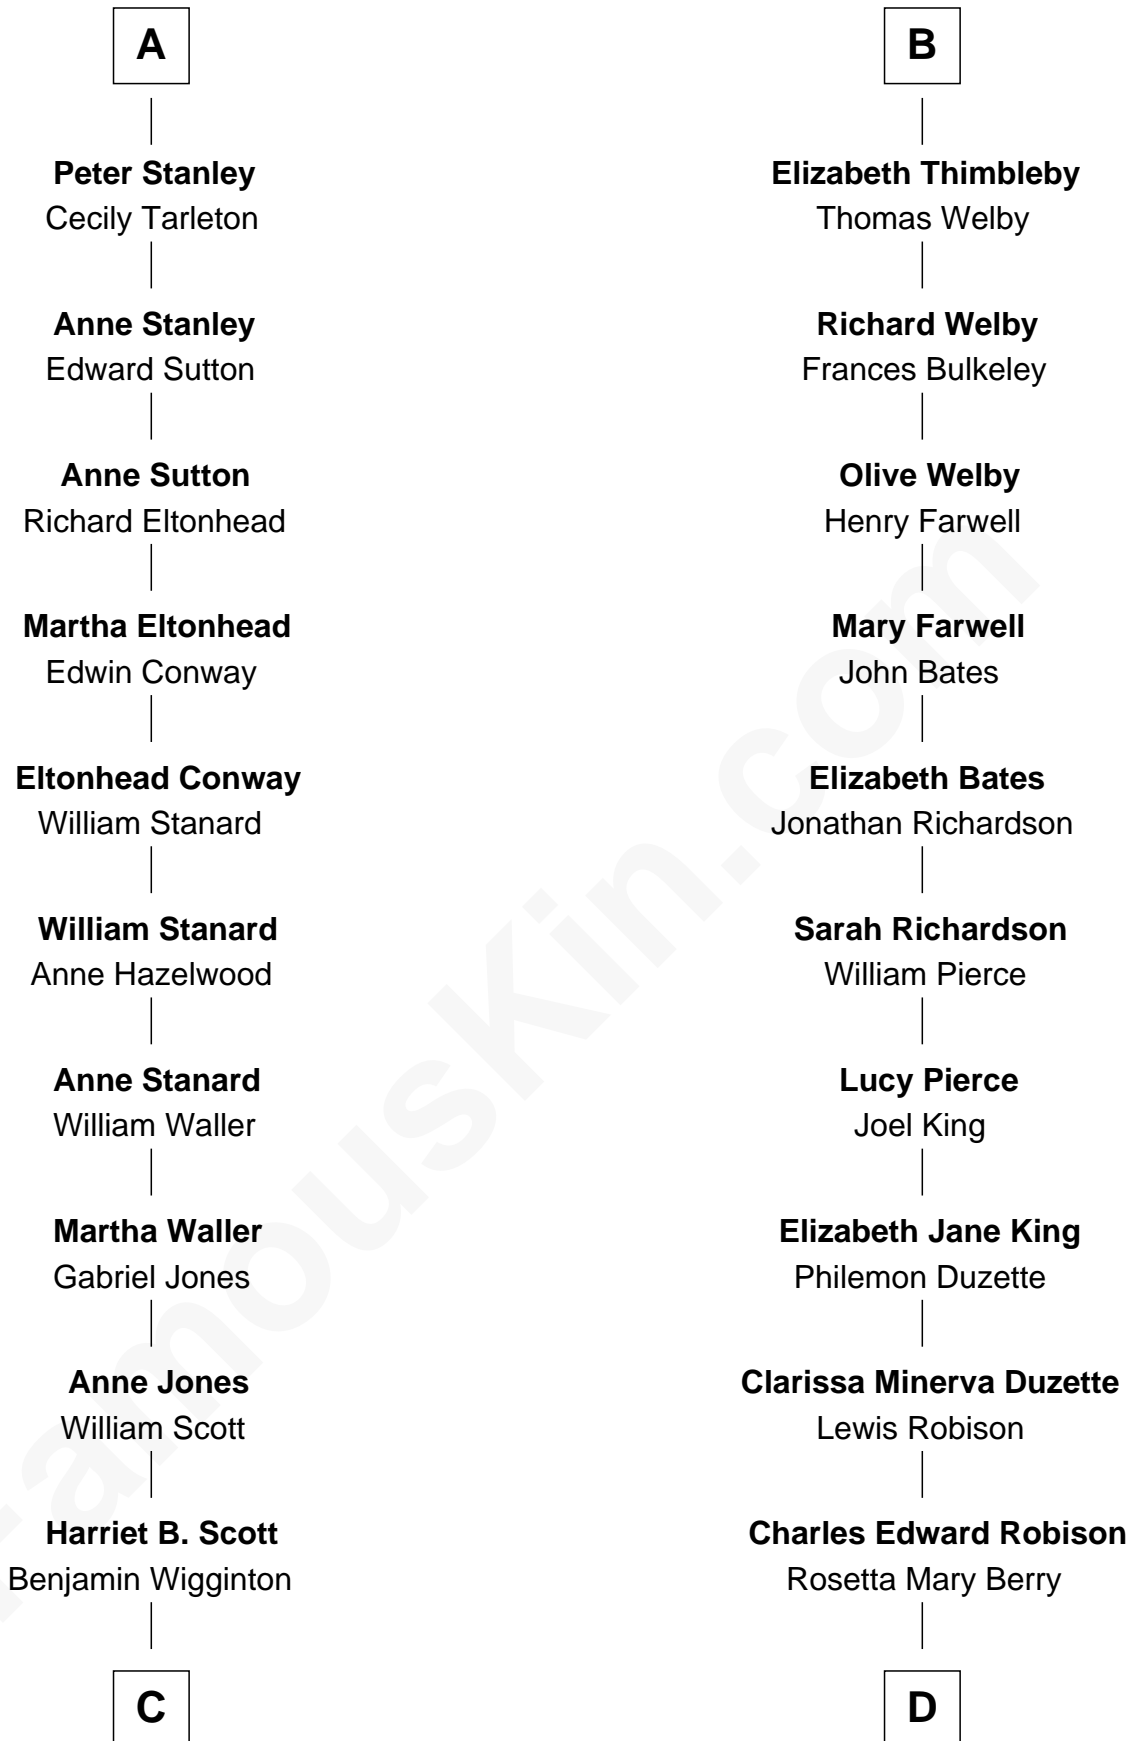 A
Peter Stanley
Cecily Tarleton
Anne Stanley
Edward Sutton
Anne Sutton
Richard Eltonhead
Martha Eltonhead
Edwin Conway
Eltonhead Conway
William Stanard
William Stanard
Anne Hazelwood
Anne Stanard
William Waller
Martha Waller
Gabriel Jones
Anne Jones
William Scott
Harriet B. Scott
Benjamin Wigginton
C
B
Elizabeth Thimbleby
Thomas Welby
Richard Welby
Frances Bulkeley
Olive Welby
Henry Farwell
Mary Farwell
John Bates
Elizabeth Bates
Jonathan Richardson
Sarah Richardson
William Pierce
Lucy Pierce
Joel King
Elizabeth Jane King
Philemon Duzette
Clarissa Minerva Duzette
Lewis Robison
Charles Edward Robison
Rosetta Mary Berry
D
FamousKin.com